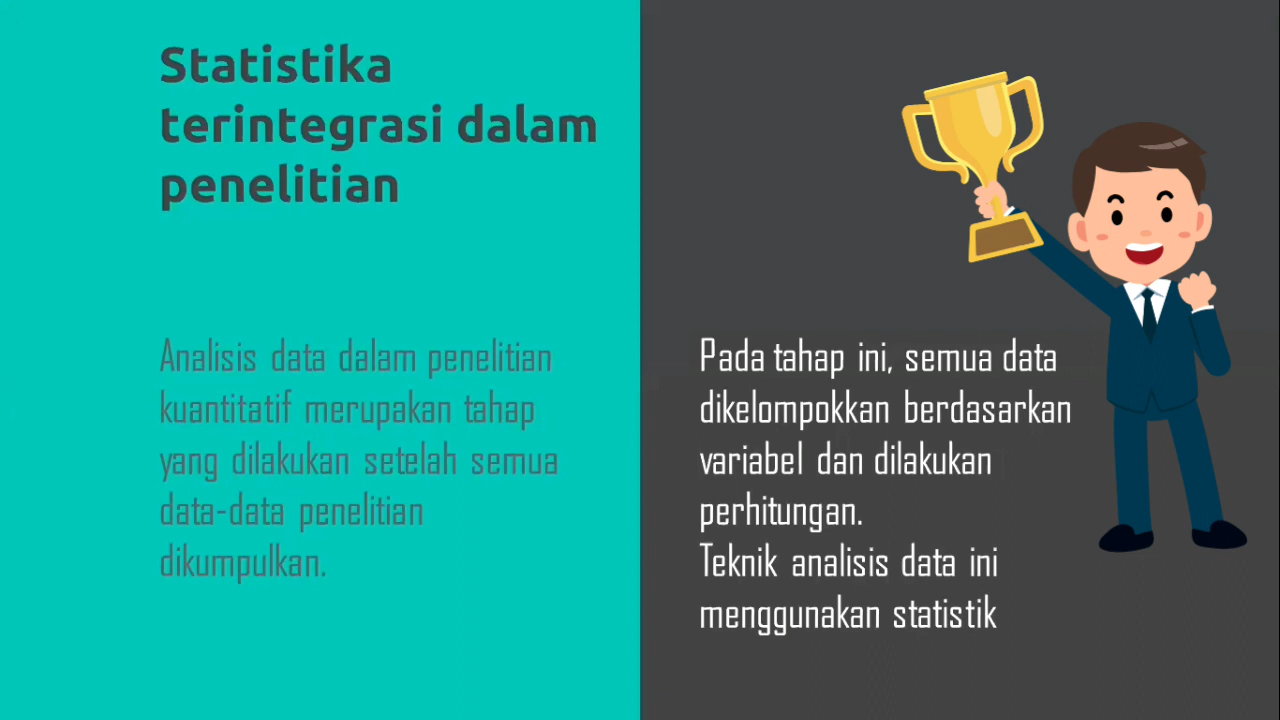 Statistika
terintegrasi dalam
penelitian
Analisis data dalam penelitian
kuantitatif merupakan tahap
yang dilakukan setelah semua
data-data penelitian
dikumpulkan.
Pada tahap ini, semua data
dikelompokkan berdasarkan
variabel dan dilakukan
perhitungan.
Teknik analisis data ini
menggunakan statistik